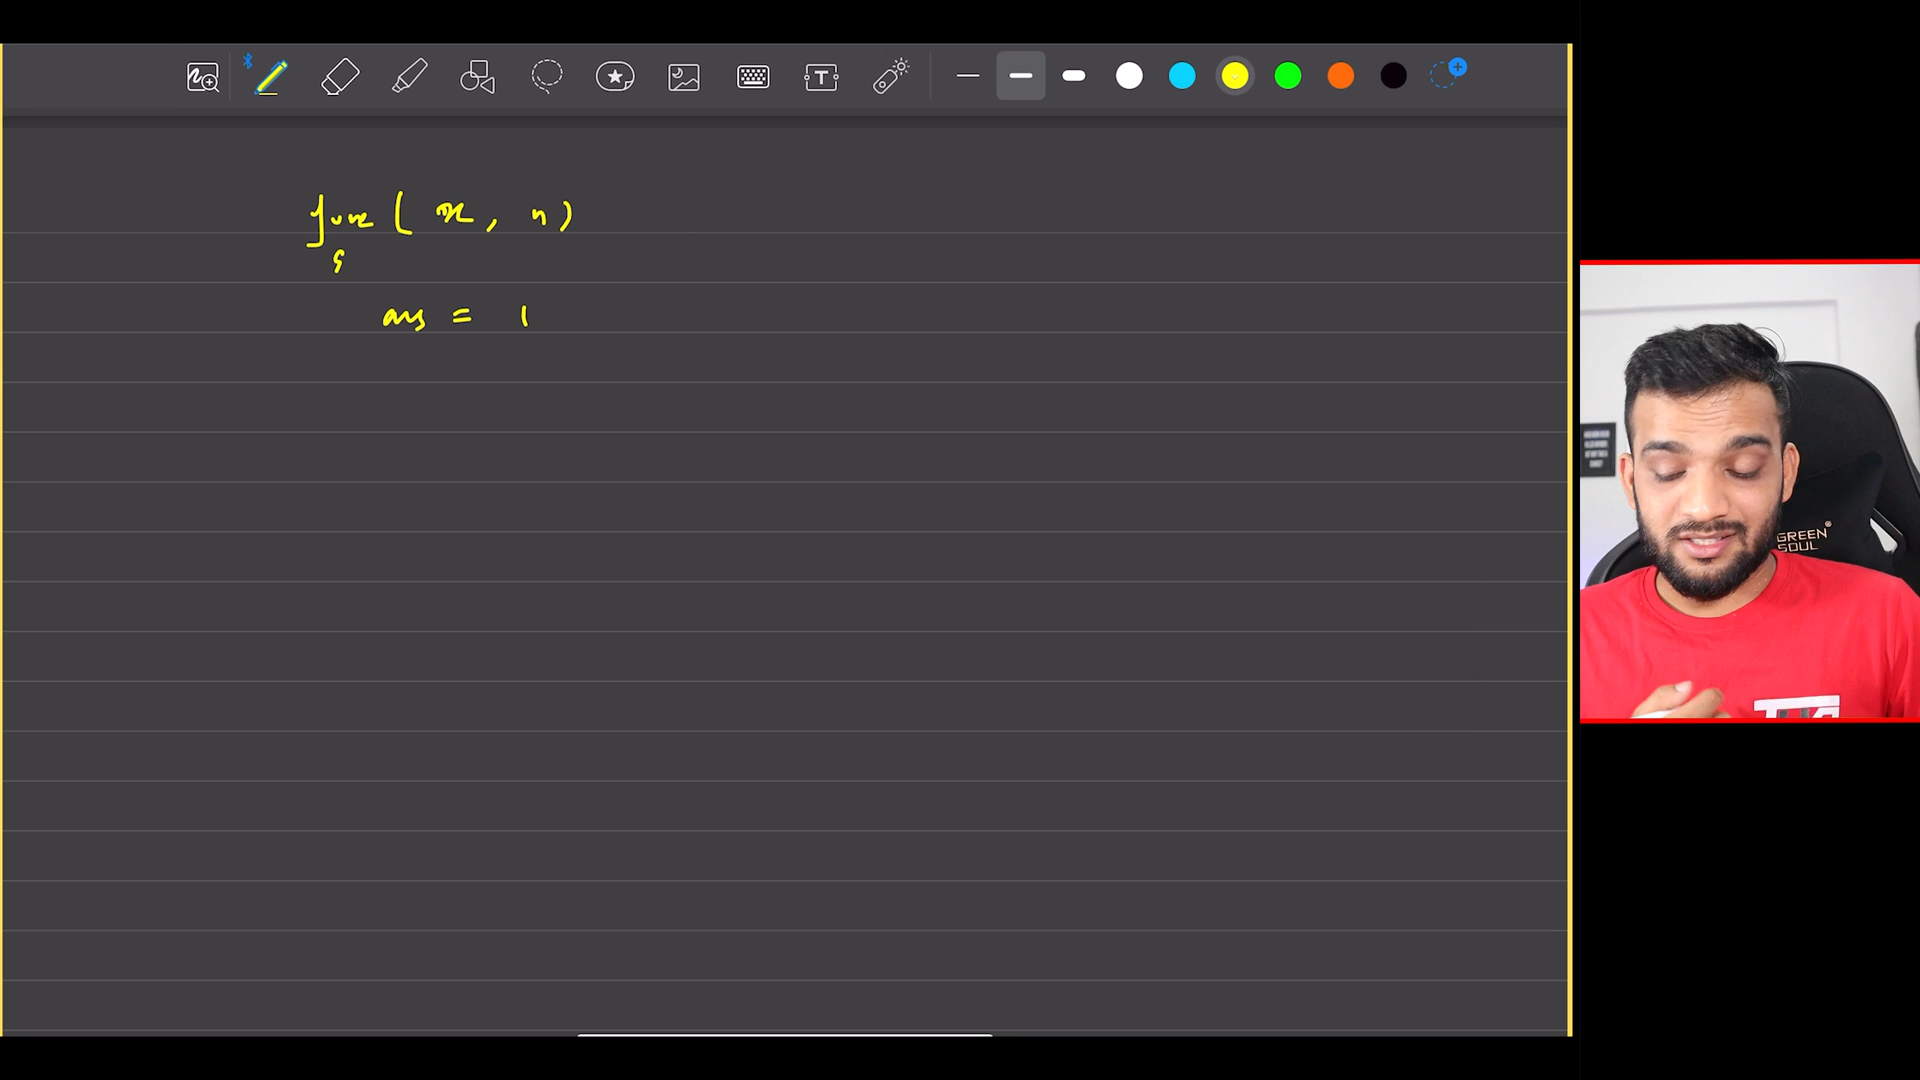 func ( x, n )
{
ans = 1
GREEN
SOUL